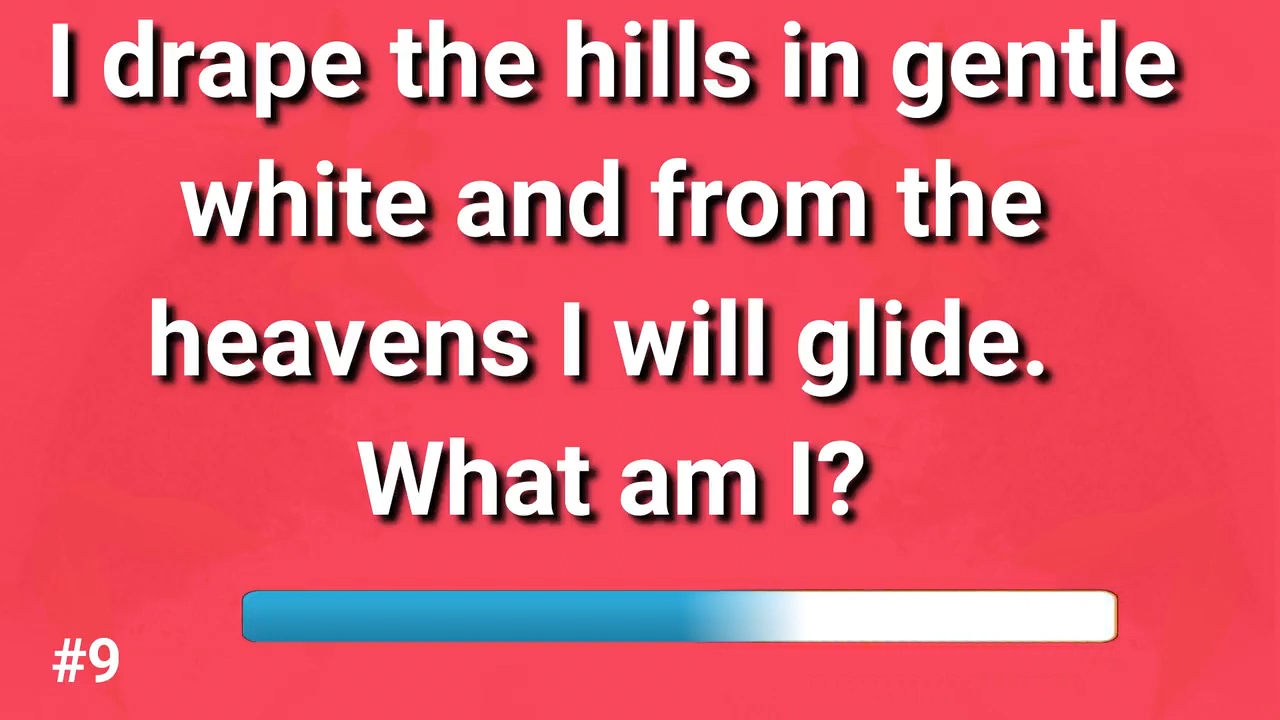 I drape the hills in gentle
white and from the
heavens I will glide.
What am I?
#9